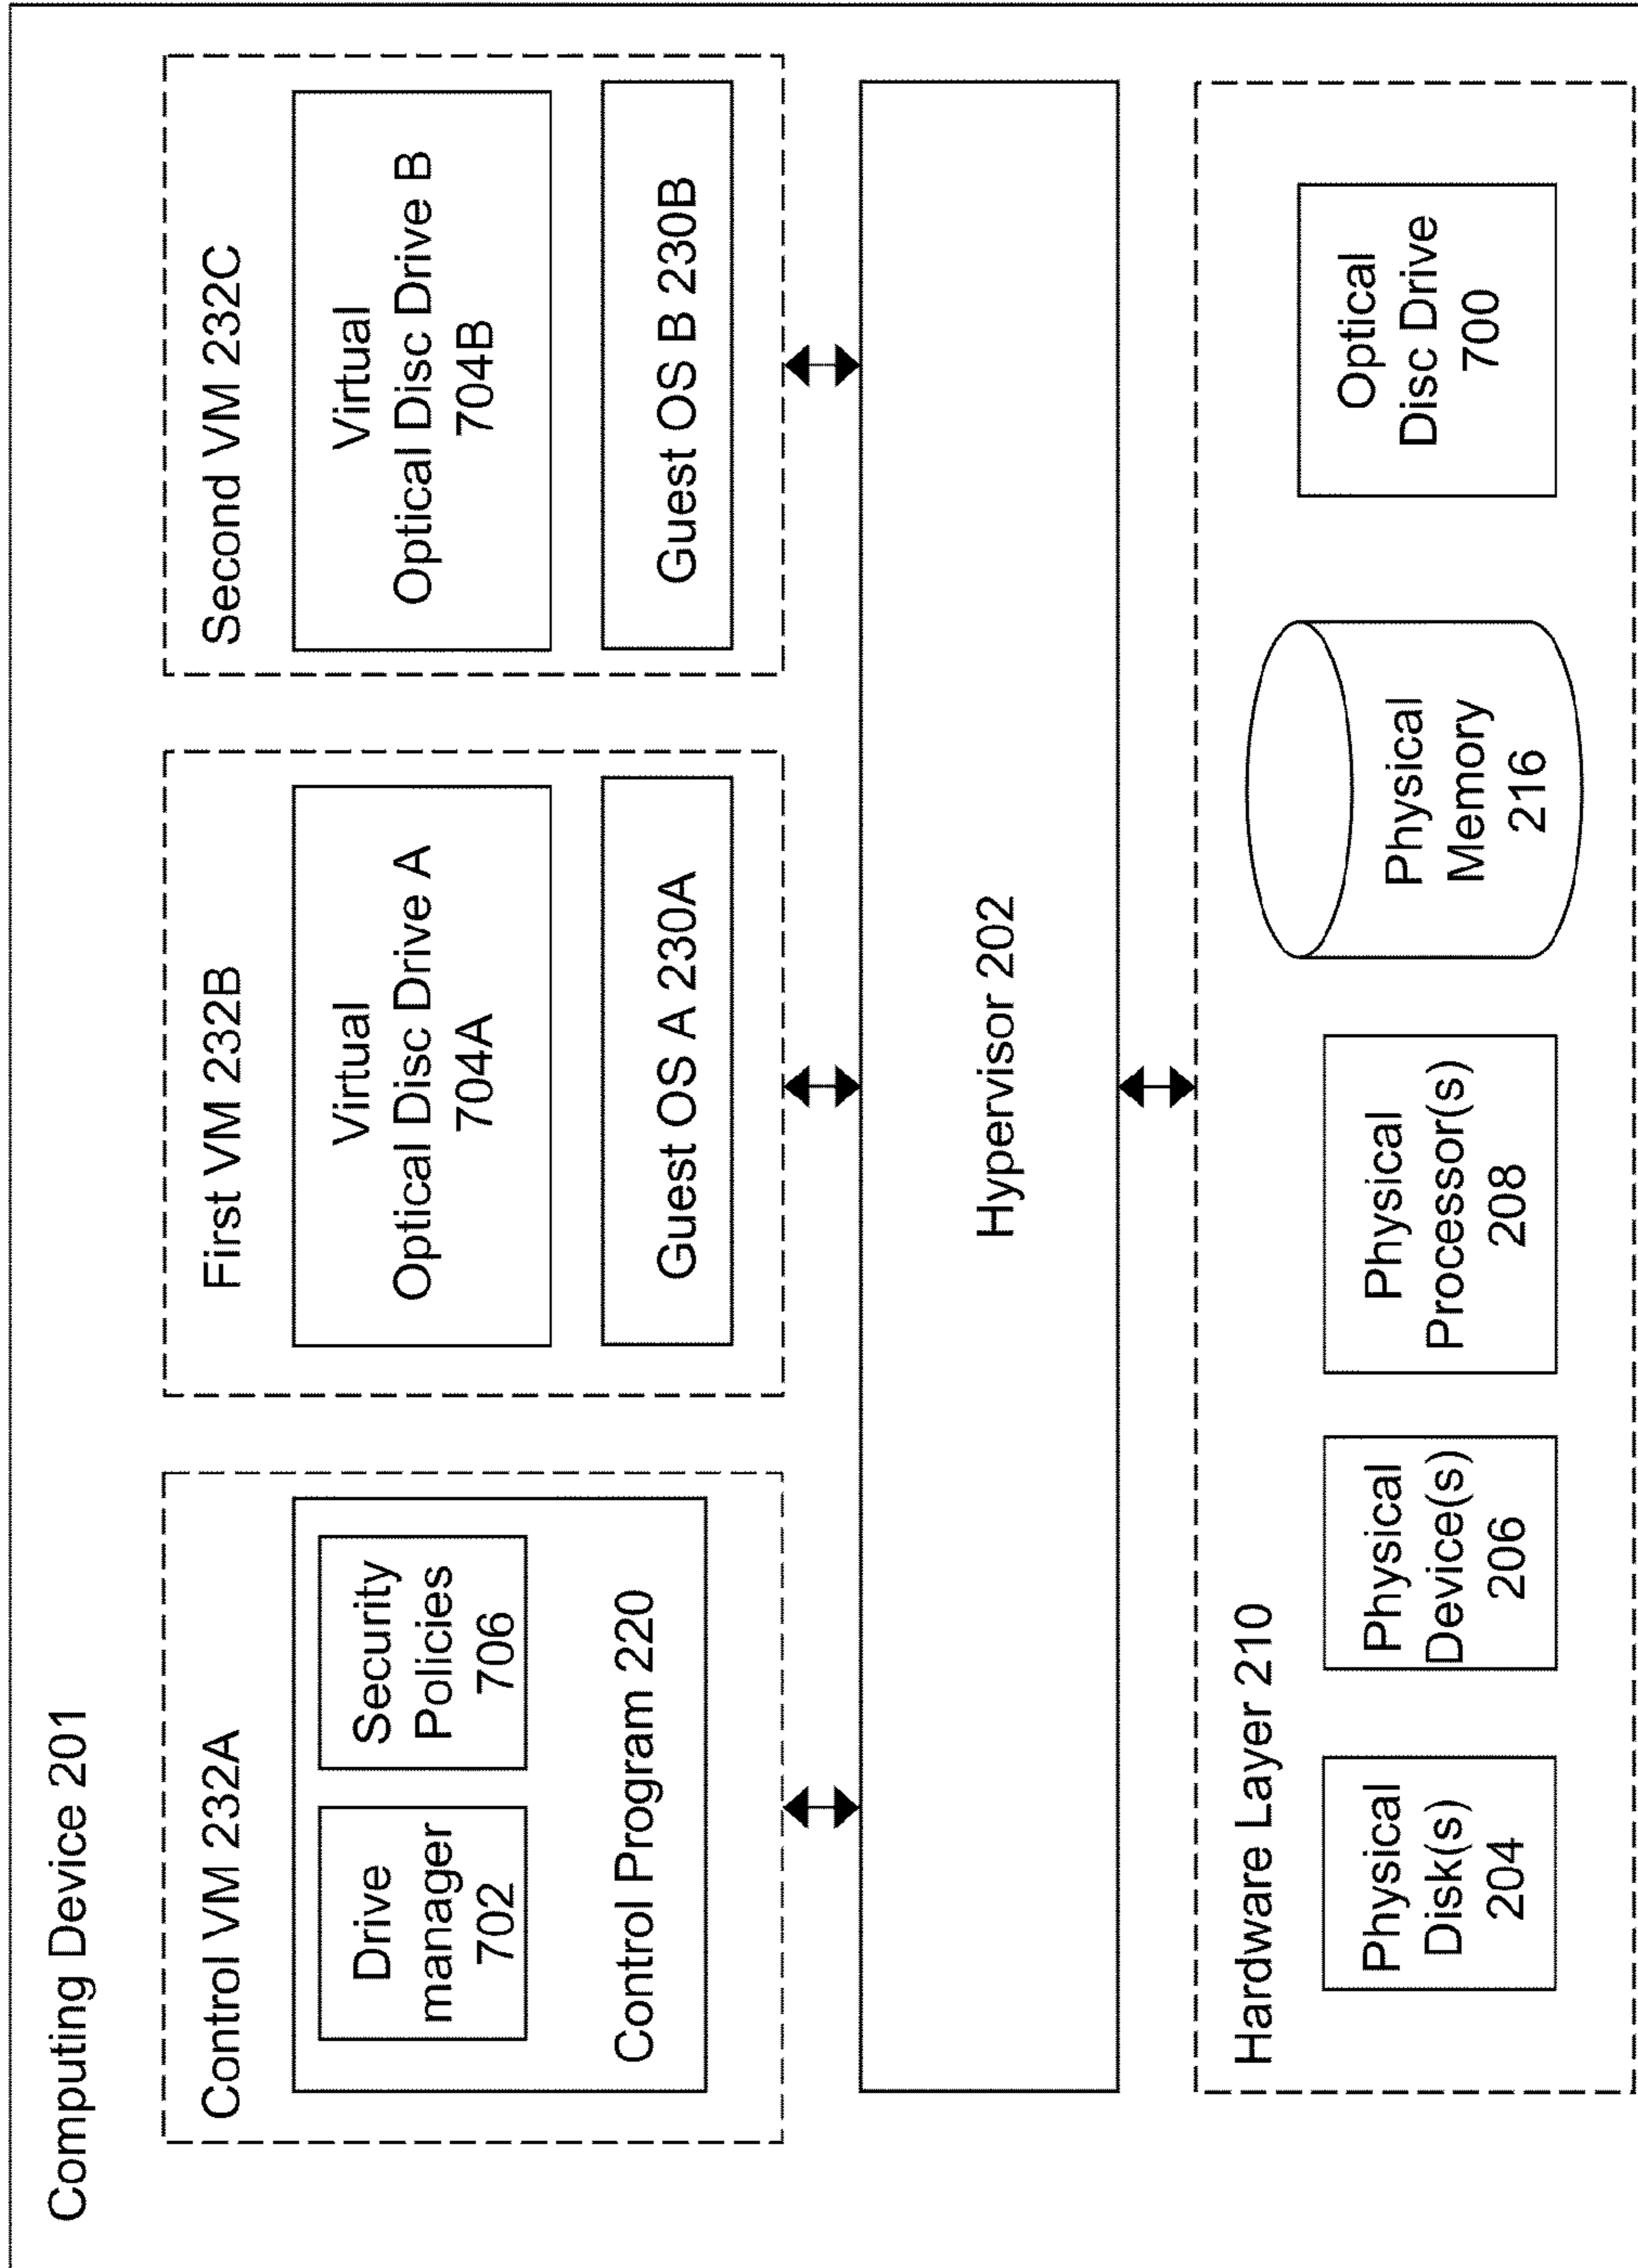 Computing Device 201
Control VM 232A
Drive
manager
702
Security
Policies
706
Control Program 220
First VM 232B
Virtual
Optical Disc Drive A
704A
Guest OS A 230A
Second VM 232C
Virtual
Optical Disc Drive B
704B
Guest OS B 230B
Hypervisor 202
Hardware Layer 210
Physical
Disk(s)
204
Physical
Device(s)
206
Physical
Processor(s)
208
Physical
Memory
216
Optical
Disc Drive
700